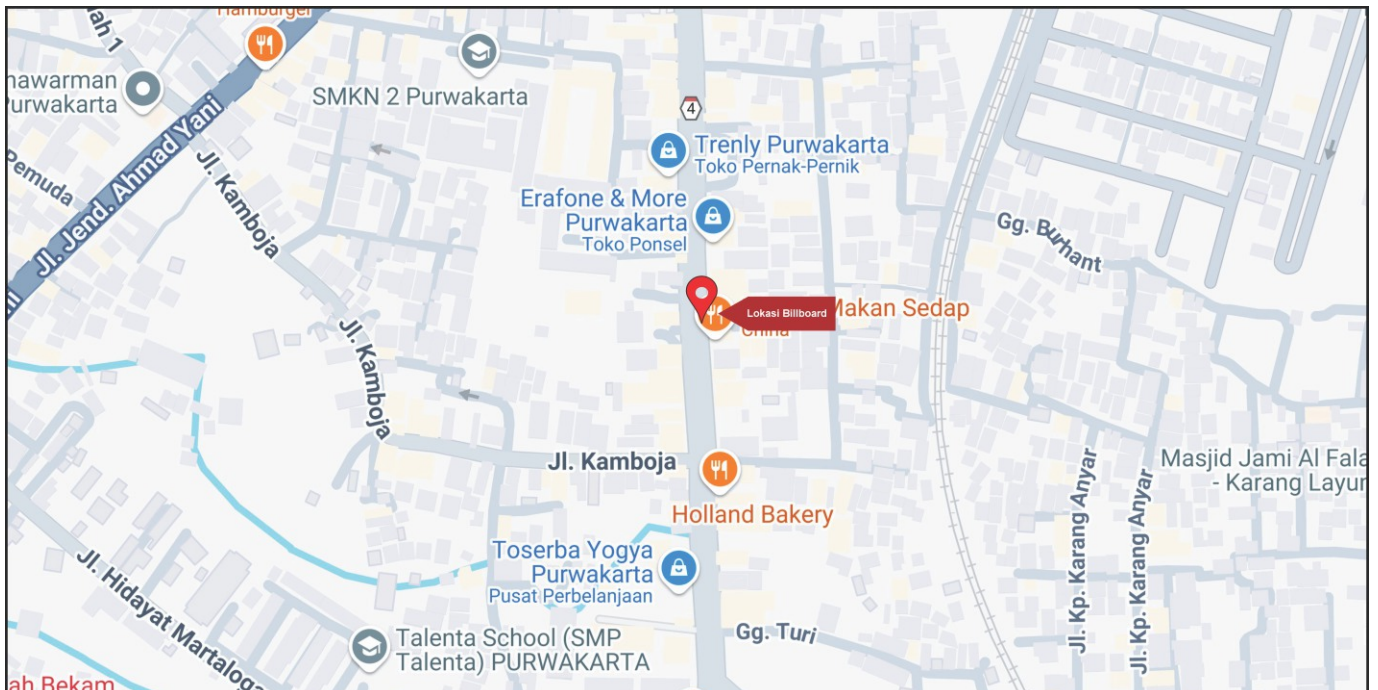 Hamburger
ah 1
nawarman
Purwakarta
SMKN 2 Purwakarta
4
Trenly Purwakarta
Toko Pernak-Pernik
Jl. Jend. Ahmad Yani
Pemuda
Jl. Kamboja
Erafone & More
Purwakarta
Toko Ponsel
Gg. Burhant
Lokasi Billboard
Makan Sedap
China
Jl. Kamboja
Jl. Kamboja
Holland Bakery
Masjid Jami Al Fala
- Karang Layur
Jl. Kp. Karang Anyar
Jl. Kp. Karang Anyar
Toserba Yogya
Purwakarta
Pusat Perbelanjaan
Jl. Hidayat Martaloga
Gg. Turi
Talenta School (SMP
Talenta) PURWAKARTA
ah Bekam